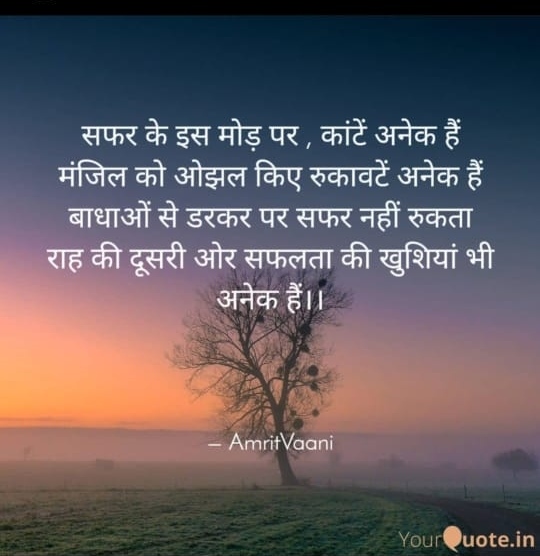 सफर के इस मोड़ पर , कांटें अनेक हैं
मंजिल को ओझल किए रुकावटें अनेक हैं
बाधाओं से डरकर पर सफर नहीं रुकता
राह की दूसरी ओर सफलता की खुशियां भी
अनेक हैं।।
– AmritVaani
YourQuote.in